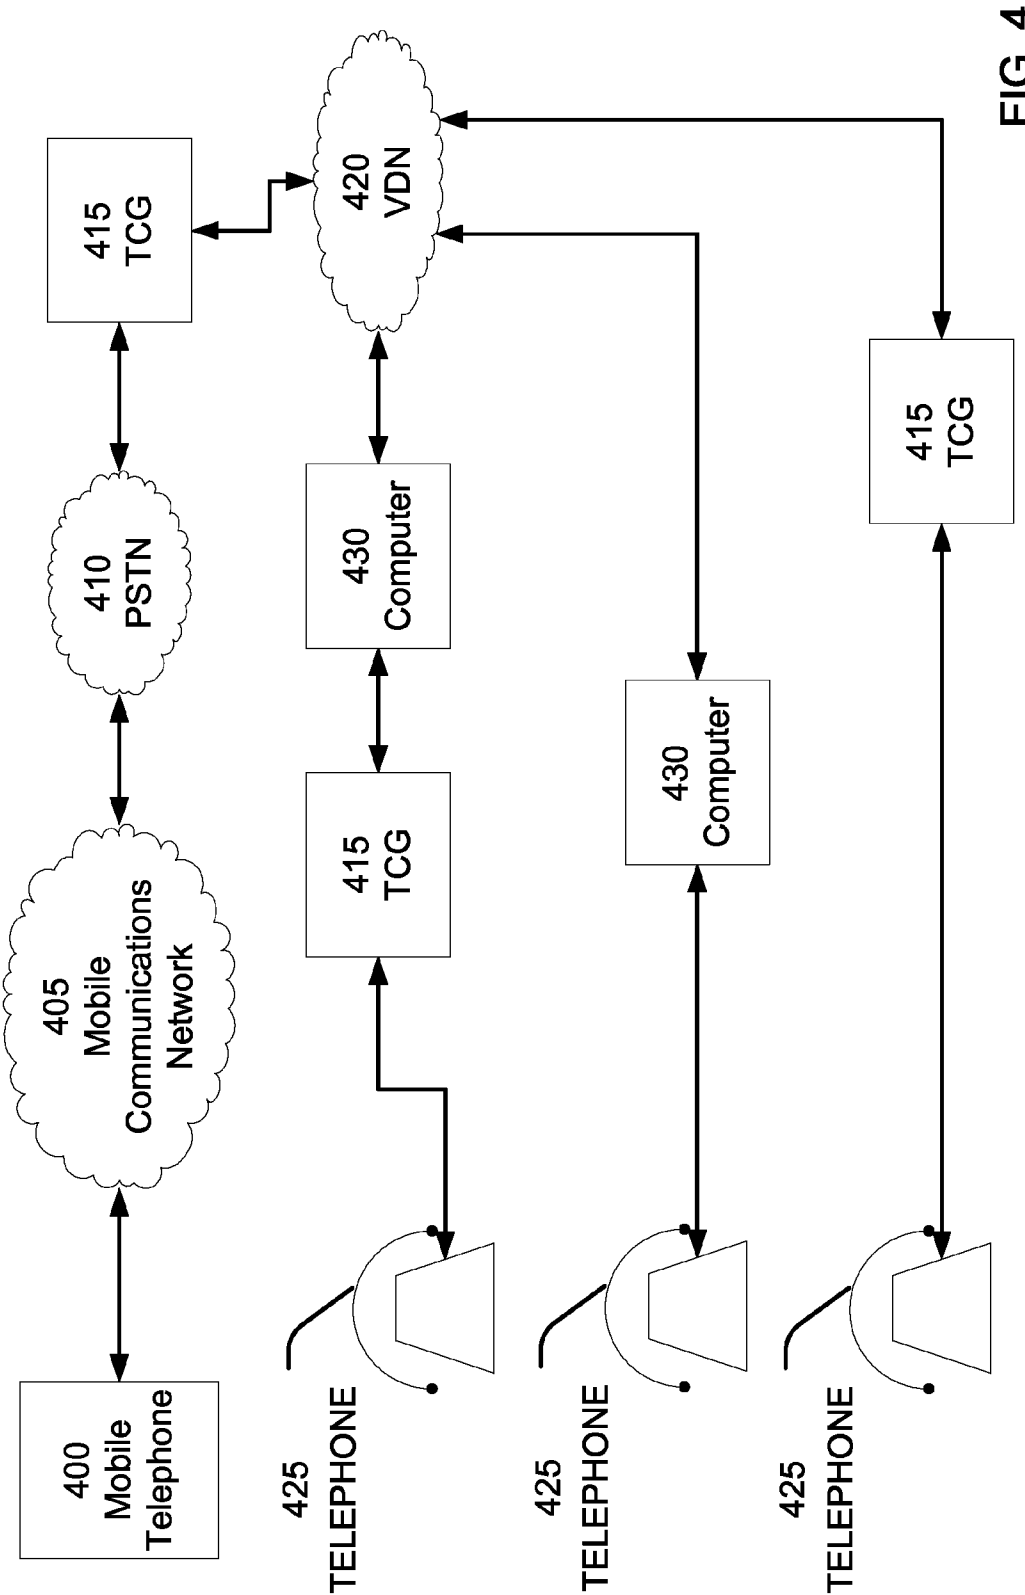 400
Mobile
Telephone
405
Mobile
Communications
Network
410
PSTN
415
TCG
425
TELEPHONE
415
TCG
430
Computer
420
VDN
425
TELEPHONE
430
Computer
425
TELEPHONE
415
TCG
FIG. 4